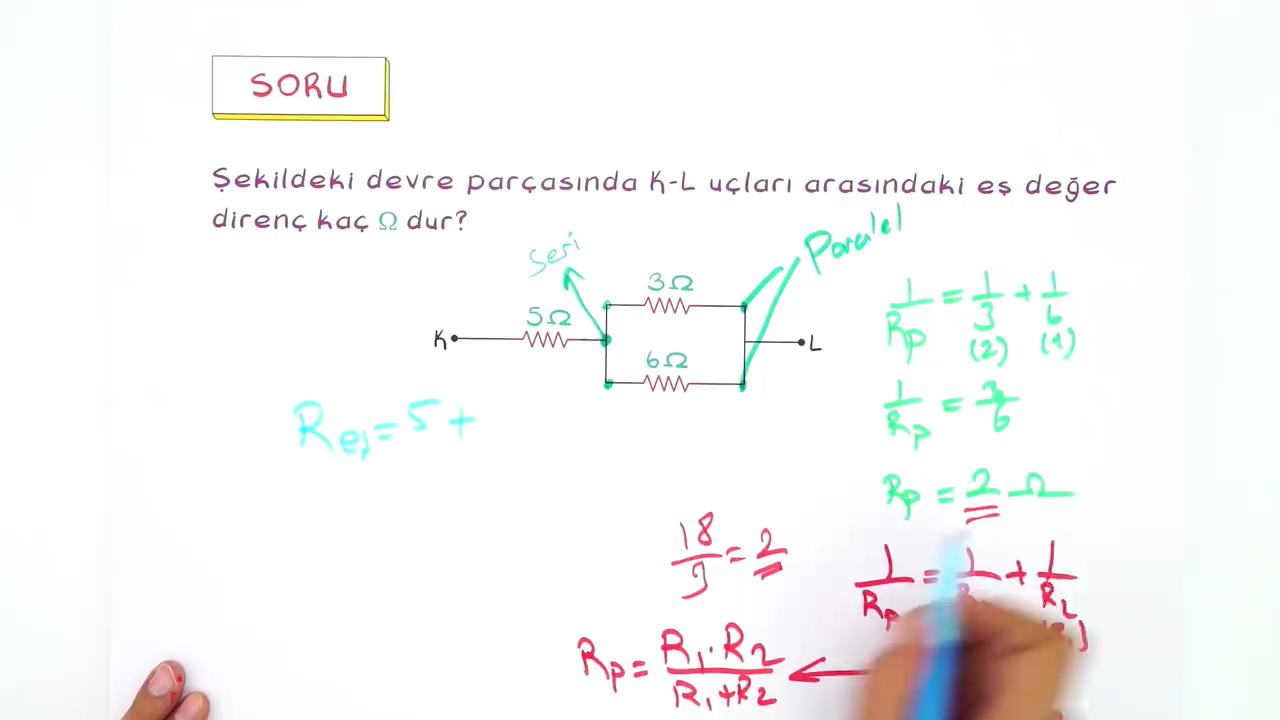 SORU
Şekildeki devre parçasında K-L uçları arasındaki eş değer
direnç kaç Ω dur?
Seri
Paralel
3Ω
5Ω
6Ω
K
L
1/Rp = 1/3 + 1/6
(2) (1)
1/Rp = 3/6
Rp = 2 Ω
Reş = 5 +
18/9 = 2
1/Rp = 1/ + 1/R2
Rp = R1 . R2 / R1 + R2